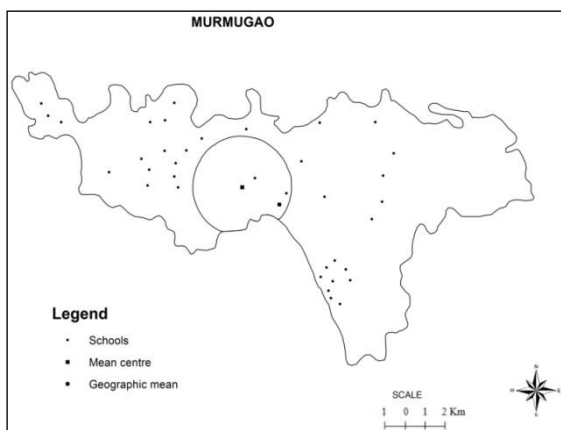 MURMUGAO
Legend
Schools
Mean centre
Geographic mean
SCALE
1 0 1 2 Km
N
W E
S